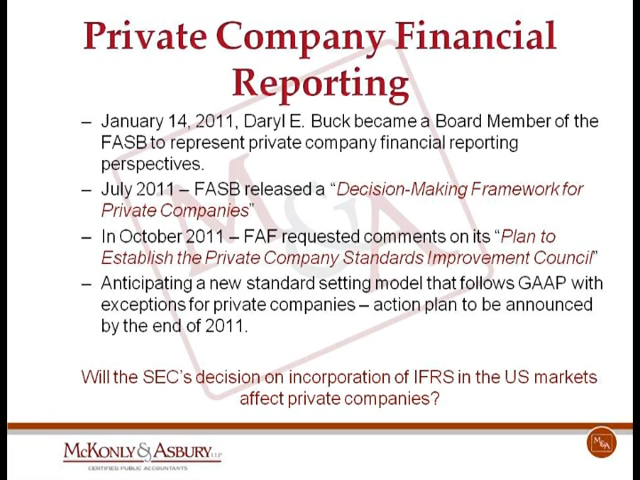 Private Company Financial
Reporting
– January 14, 2011, Daryl E. Buck became a Board Member of the
FASB to represent private company financial reporting
perspectives.
– July 2011 – FASB released a “Decision-Making Framework for
Private Companies”
– In October 2011 – FAF requested comments on its “Plan to
Establish the Private Company Standards Improvement Council”
– Anticipating a new standard setting model that follows GAAP with
exceptions for private companies – action plan to be announced
by the end of 2011.
Will the SEC’s decision on incorporation of IFRS in the US markets
affect private companies?
M&A
McKonly & Asbury LLP
CERTIFIED PUBLIC ACCOUNTANTS
M&A